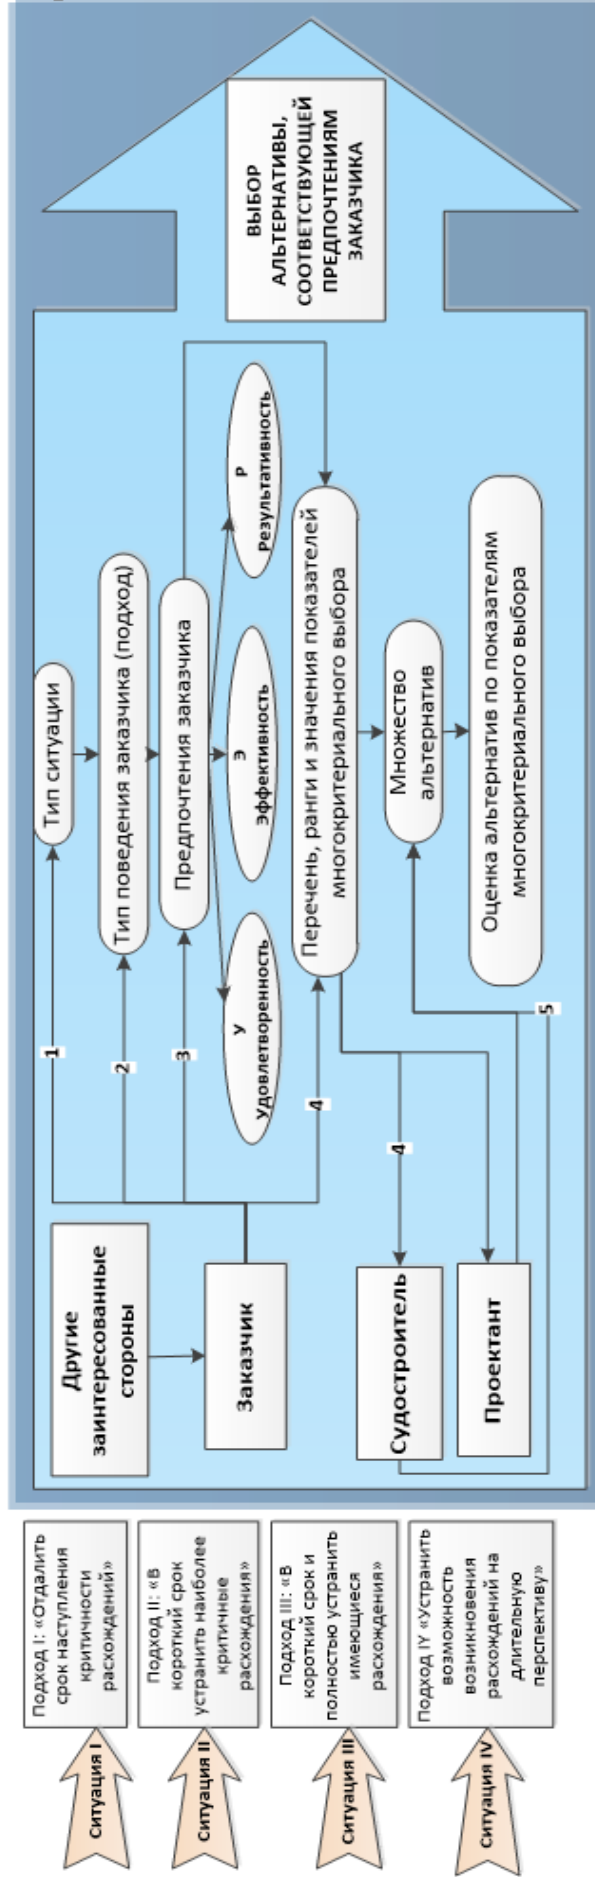 Ситуация I
Подход I: «Отдалить
срок наступления
критичности
расхождений»
Ситуация II
Подход II: «В
короткий срок
устранить наиболее
критичные
расхождения»
Ситуация III
Подход III: «В
короткий срок и
полностью устранить
имеющиеся
расхождения»
Ситуация IV
Подход IY «Устранить
возможность
возникновения
расхождений на
длительную
перспективу»
Другие
заинтересованные
стороны
Заказчик
Судостроитель
Проектант
1
2
3
4
4
5
Тип ситуации
Тип поведения заказчика (подход)
Предпочтения заказчика
У
Удовлетворенность
Э
Эффективность
Р
Результативность
Перечень, ранги и значения показателей
многокритериального выбора
Множество
альтернатив
Оценка альтернатив по показателям
многокритериального выбора
ВЫБОР
АЛЬТЕРНАТИВЫ,
СООТВЕТСТВУЮЩЕЙ
ПРЕДПОЧТЕНИЯМ
ЗАКАЗЧИКА